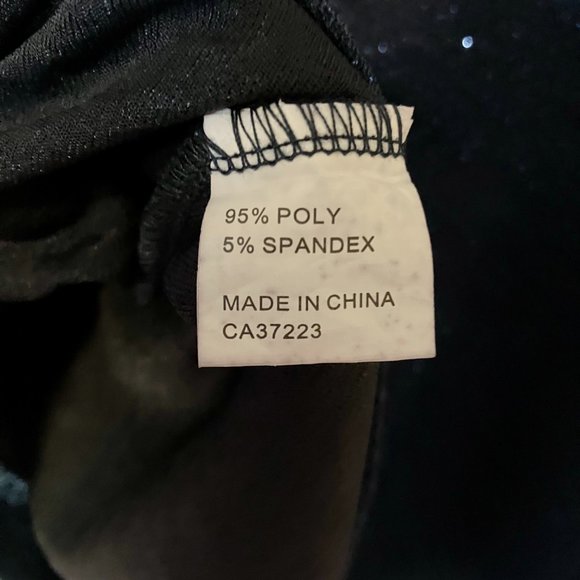 95% POLY
5% SPANDEX
MADE IN CHINA
CA37223